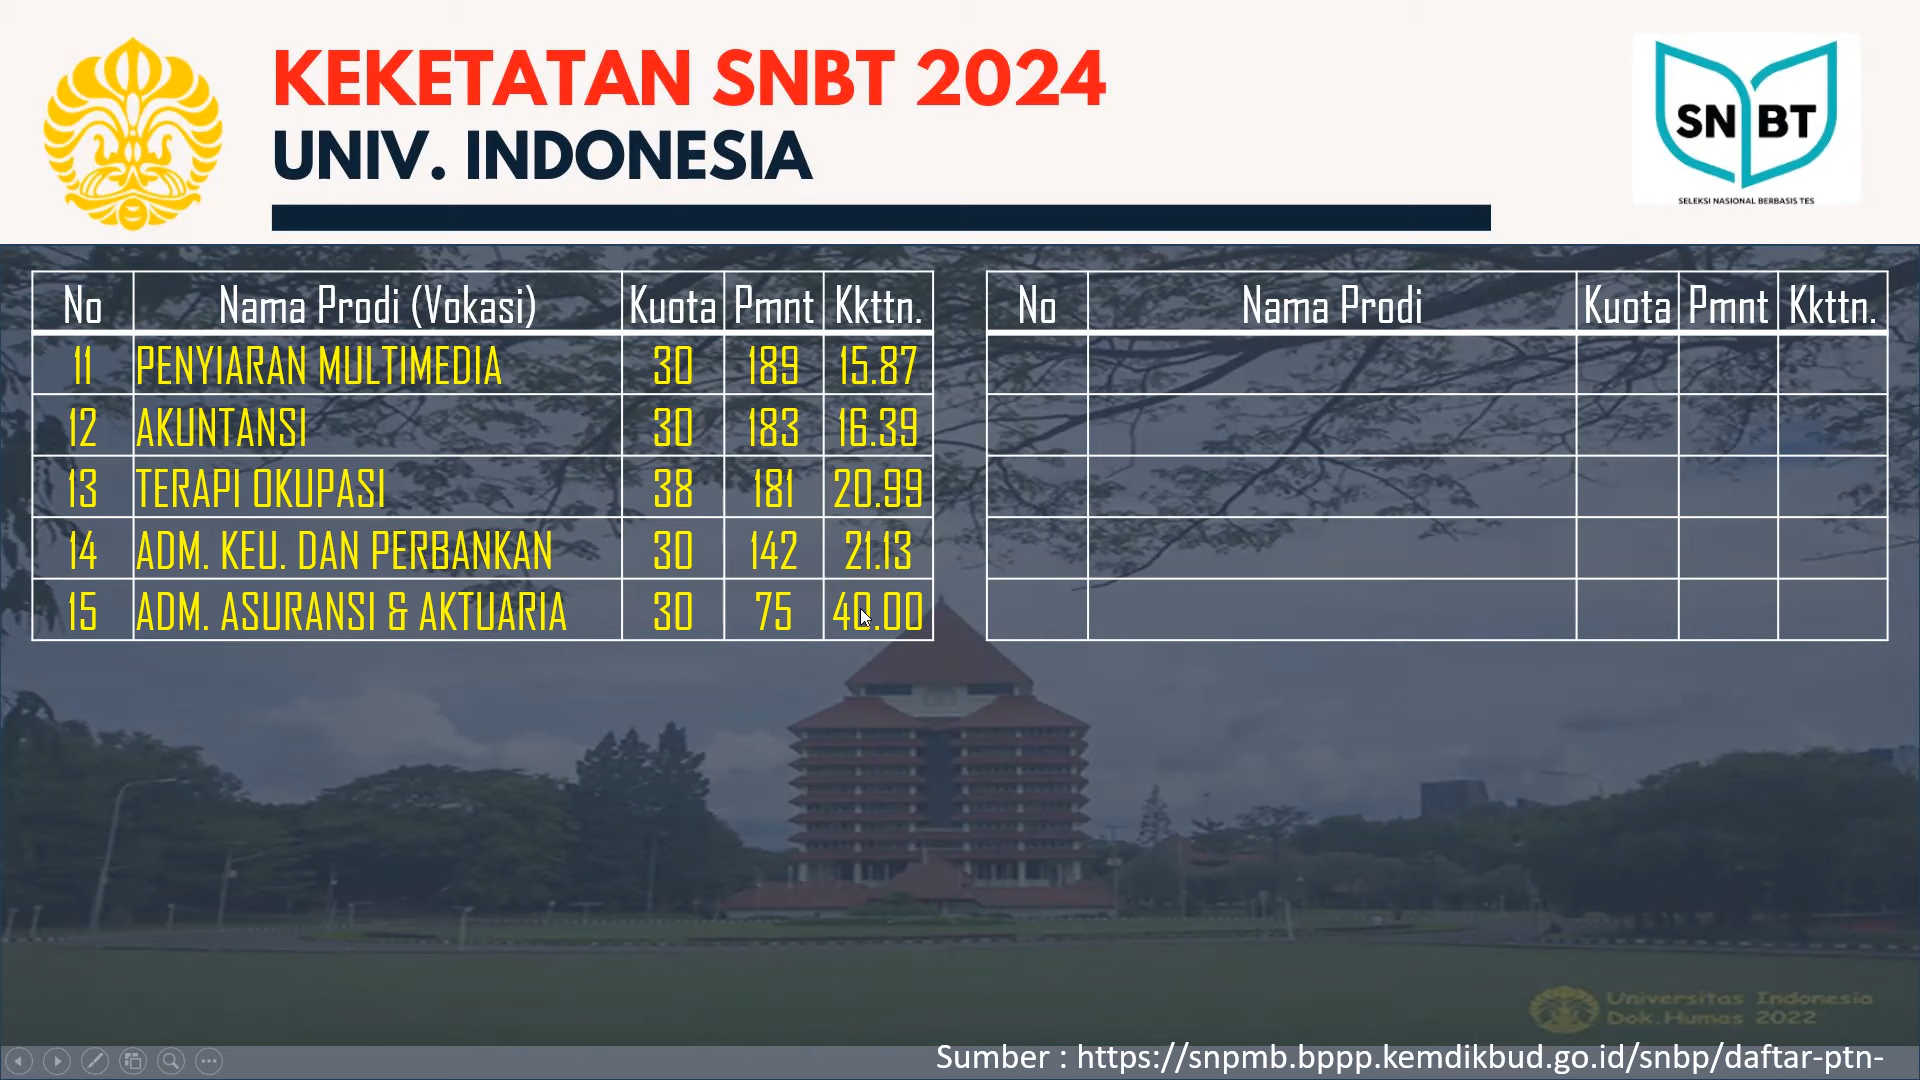 KEKETATAN SNBT 2024
UNIV. INDONESIA
SN BT
SELEKSI NASIONAL BERBASIS TES
No Nama Prodi (Vokasi) Kuota Pmnt Kkttn.
11 PENYIARAN MULTIMEDIA 30 189 15.87
12 AKUNTANSI 30 183 16.39
13 TERAPI OKUPASI 38 181 20.99
14 ADM. KEU. DAN PERBANKAN 30 142 21.13
15 ADM. ASURANSI & AKTUARIA 30 75 40.00
No Nama Prodi Kuota Pmnt Kkttn.
Universitas Indonesia
Dok.Humas 2022
Sumber : https://snpmb.bppp.kemdikbud.go.id/snbp/daftar-ptn-